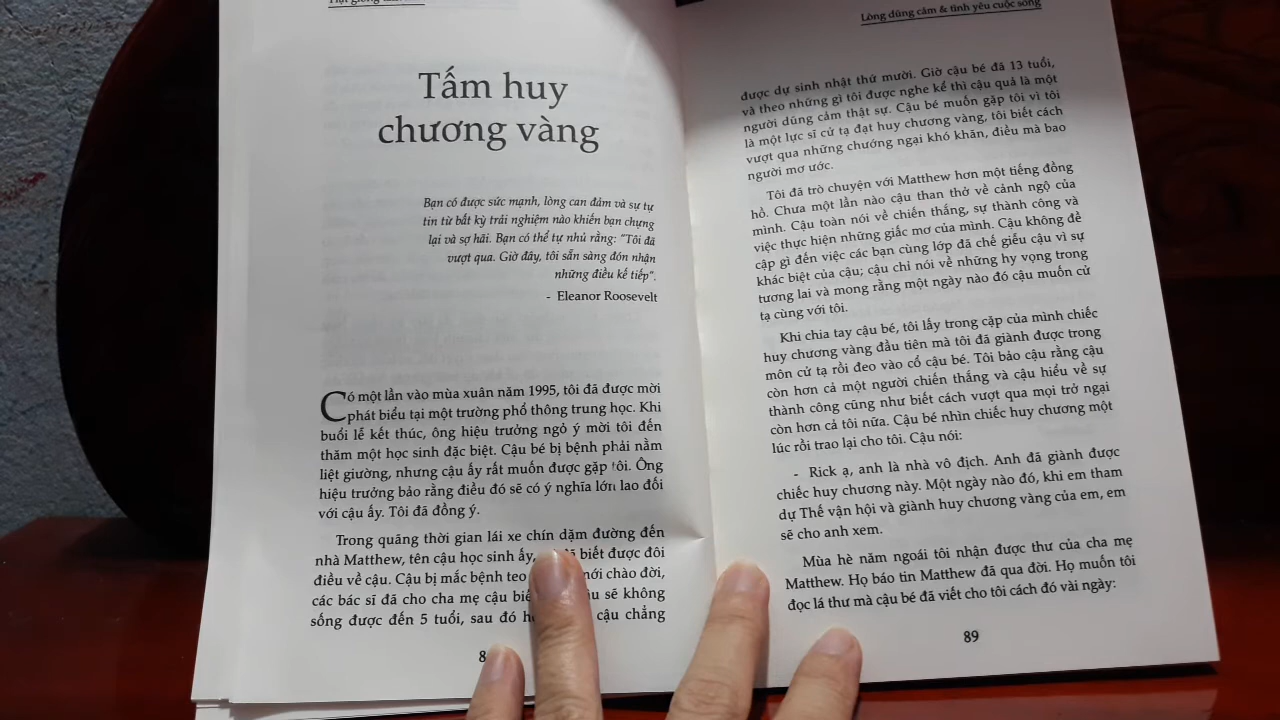 Lòng dũng cảm & tình yêu cuộc sống
Tấm huy
chương vàng
Bạn có được sức mạnh, lòng can đảm và sự tự
tin từ bất kỳ trải nghiệm nào khiến bạn chựng
lại và sợ hãi. Bạn có thể tự nhủ rằng: "Tôi đã
vượt qua. Giờ đây, tôi sẵn sàng đón nhận
những điều kế tiếp".
- Eleanor Roosevelt
Có một lần vào mùa xuân năm 1995, tôi đã được mời
phát biểu tại một trường phổ thông trung học. Khi
buổi lễ kết thúc, ông hiệu trưởng ngỏ ý mời tôi đến
thăm một học sinh đặc biệt. Cậu bé bị bệnh phải nằm
liệt giường, nhưng cậu ấy rất muốn được gặp tôi. Ông
hiệu trưởng bảo rằng điều đó sẽ có ý nghĩa lớn lao đối
với cậu ấy. Tôi đã đồng ý.
Trong quãng thời gian lái xe chín dặm đường đến
nhà Matthew, tên cậu học sinh ấy, biết được đôi
điều về cậu. Cậu bị mắc bệnh teo chào đời,
các bác sĩ đã cho cha mẹ cậu sẽ không
sống được đến 5 tuổi, sau đó cậu chẳng
được dự sinh nhật thứ mười. Giờ cậu bé đã 13 tuổi,
và theo những gì tôi được nghe kể thì cậu quả là một
người dũng cảm thật sự. Cậu bé muốn gặp tôi vì tôi
là một lực sĩ cử tạ đạt huy chương vàng, tôi biết cách
vượt qua những chướng ngại khó khăn, điều mà bao
người mơ ước.
Tôi đã trò chuyện với Matthew hơn một tiếng đồng
hồ. Chưa một lần nào cậu than thở về cảnh ngộ của
mình. Cậu toàn nói về chiến thắng, sự thành công và
việc thực hiện những giấc mơ của mình. Cậu không đề
cập gì đến việc các bạn cùng lớp đã chế giễu cậu vì sự
khác biệt của cậu; cậu chỉ nói về những hy vọng trong
tương lai và mong rằng một ngày nào đó cậu muốn cử
tạ cùng với tôi.
Khi chia tay cậu bé, tôi lấy trong cặp của mình chiếc
huy chương vàng đầu tiên mà tôi đã giành được trong
môn cử tạ rồi đeo vào cổ cậu bé. Tôi bảo cậu rằng cậu
còn hơn cả một người chiến thắng và cậu hiểu về sự
thành công cũng như biết cách vượt qua mọi trở ngại
còn hơn cả tôi nữa. Cậu bé nhìn chiếc huy chương một
lúc rồi trao lại cho tôi. Cậu nói:
- Rick ạ, anh là nhà vô địch. Anh đã giành được
chiếc huy chương này. Một ngày nào đó, khi em tham
dự Thế vận hội và giành huy chương vàng của em, em
sẽ cho anh xem.
Mùa hè năm ngoái tôi nhận được thư của cha mẹ
Matthew. Họ báo tin Matthew đã qua đời. Họ muốn tôi
đọc lá thư mà cậu bé đã viết cho tôi cách đó vài ngày:
89